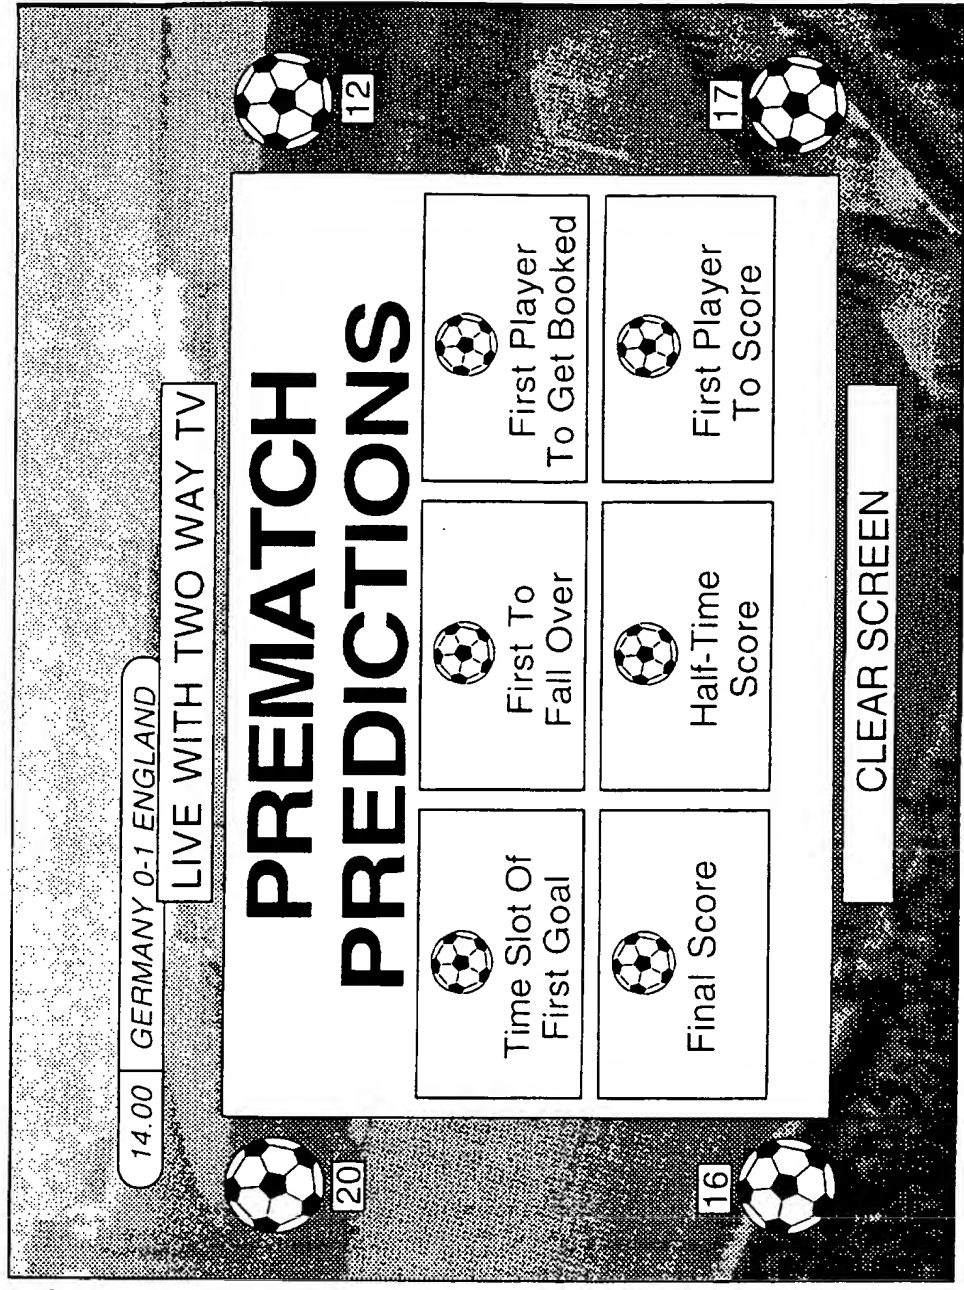 14.00 GERMANY 0-1 ENGLAND
LIVE WITH TWO WAY TV
20
12
PREMATCH
PREDICTIONS
Time Slot Of
First Goal
First To
Fall Over
First Player
To Get Booked
Final Score
Half-Time
Score
First Player
To Score
16
17
CLEAR SCREEN